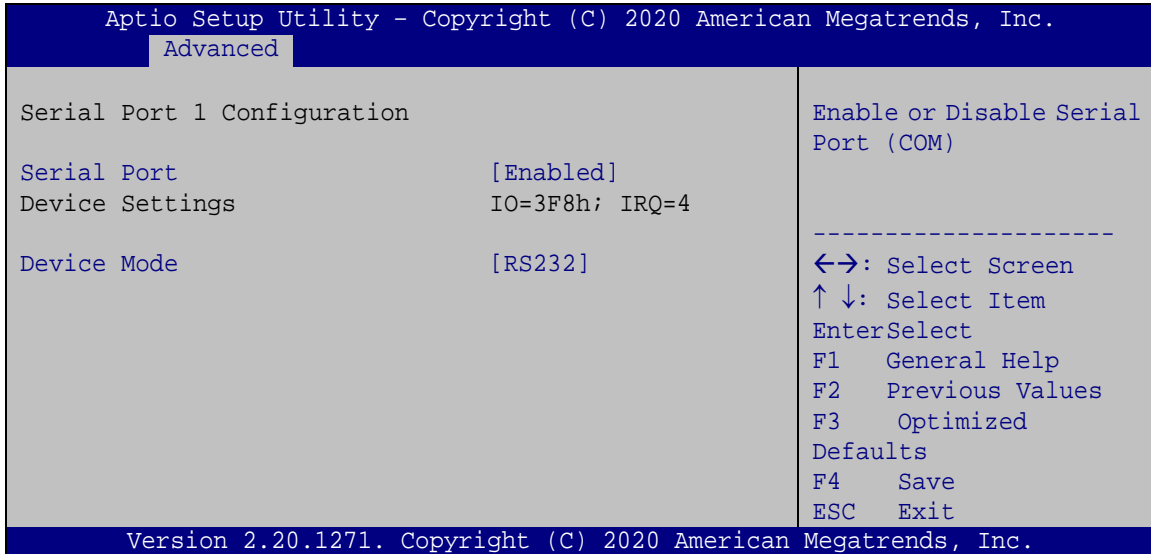 Aptio Setup Utility – Copyright (C) 2020 American Megatrends, Inc.
Advanced
Serial Port 1 Configuration
Serial Port [Enabled]
Device Settings IO=3F8h; IRQ=4
Device Mode [RS232]
Enable or Disable Serial
Port (COM)
---------------------
←→: Select Screen
↑ ↓: Select Item
EnterSelect
F1 General Help
F2 Previous Values
F3 Optimized
Defaults
F4 Save
ESC Exit
Version 2.20.1271. Copyright (C) 2020 American Megatrends, Inc.